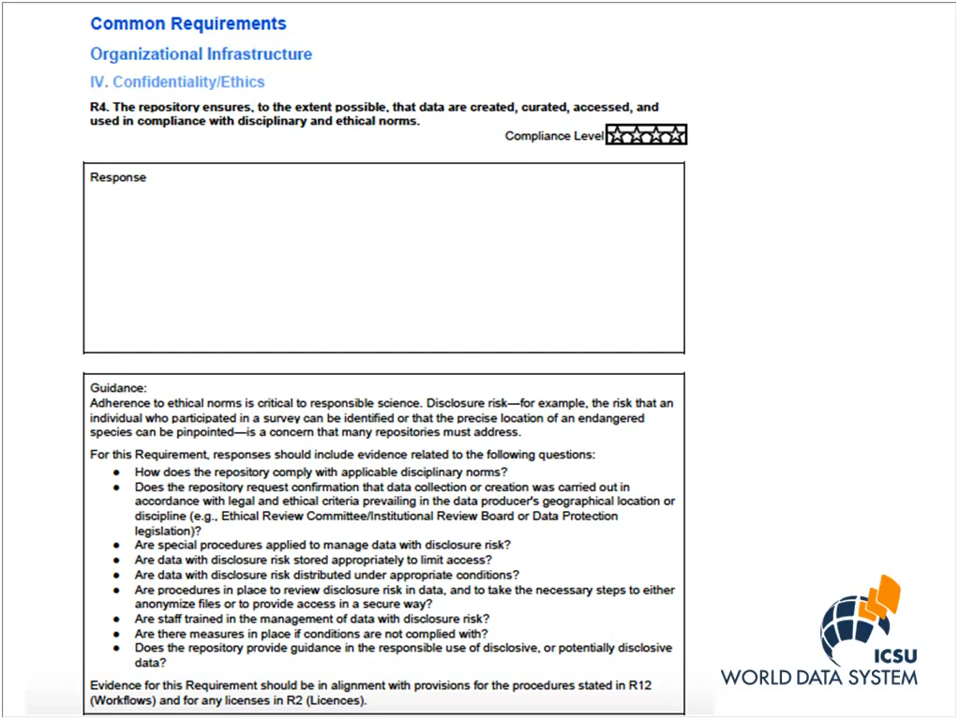 Common Requirements
Organizational Infrastructure
IV. Confidentiality/Ethics
R4. The repository ensures, to the extent possible, that data are created, curated, accessed, and
used in compliance with disciplinary and ethical norms.
Compliance Level
Response
Guidance:
Adherence to ethical norms is critical to responsible science. Disclosure risk—for example, the risk that an
individual who participated in a survey can be identified or that the precise location of an endangered
species can be pinpointed—is a concern that many repositories must address.
For this Requirement, responses should include evidence related to the following questions:
● How does the repository comply with applicable disciplinary norms?
● Does the repository request confirmation that data collection or creation was carried out in
accordance with legal and ethical criteria prevailing in the data producer's geographical location or
discipline (e.g., Ethical Review Committee/Institutional Review Board or Data Protection
legislation)?
● Are special procedures applied to manage data with disclosure risk?
● Are data with disclosure risk stored appropriately to limit access?
● Are data with disclosure risk distributed under appropriate conditions?
● Are procedures in place to review disclosure risk in data, and to take the necessary steps to either
anonymize files or to provide access in a secure way?
● Are staff trained in the management of data with disclosure risk?
● Are there measures in place if conditions are not complied with?
● Does the repository provide guidance in the responsible use of disclosive, or potentially disclosive
data?
Evidence for this Requirement should be in alignment with provisions for the procedures stated in R12
(Workflows) and for any licenses in R2 (Licences).
ICSU
WORLD DATA SYSTEM